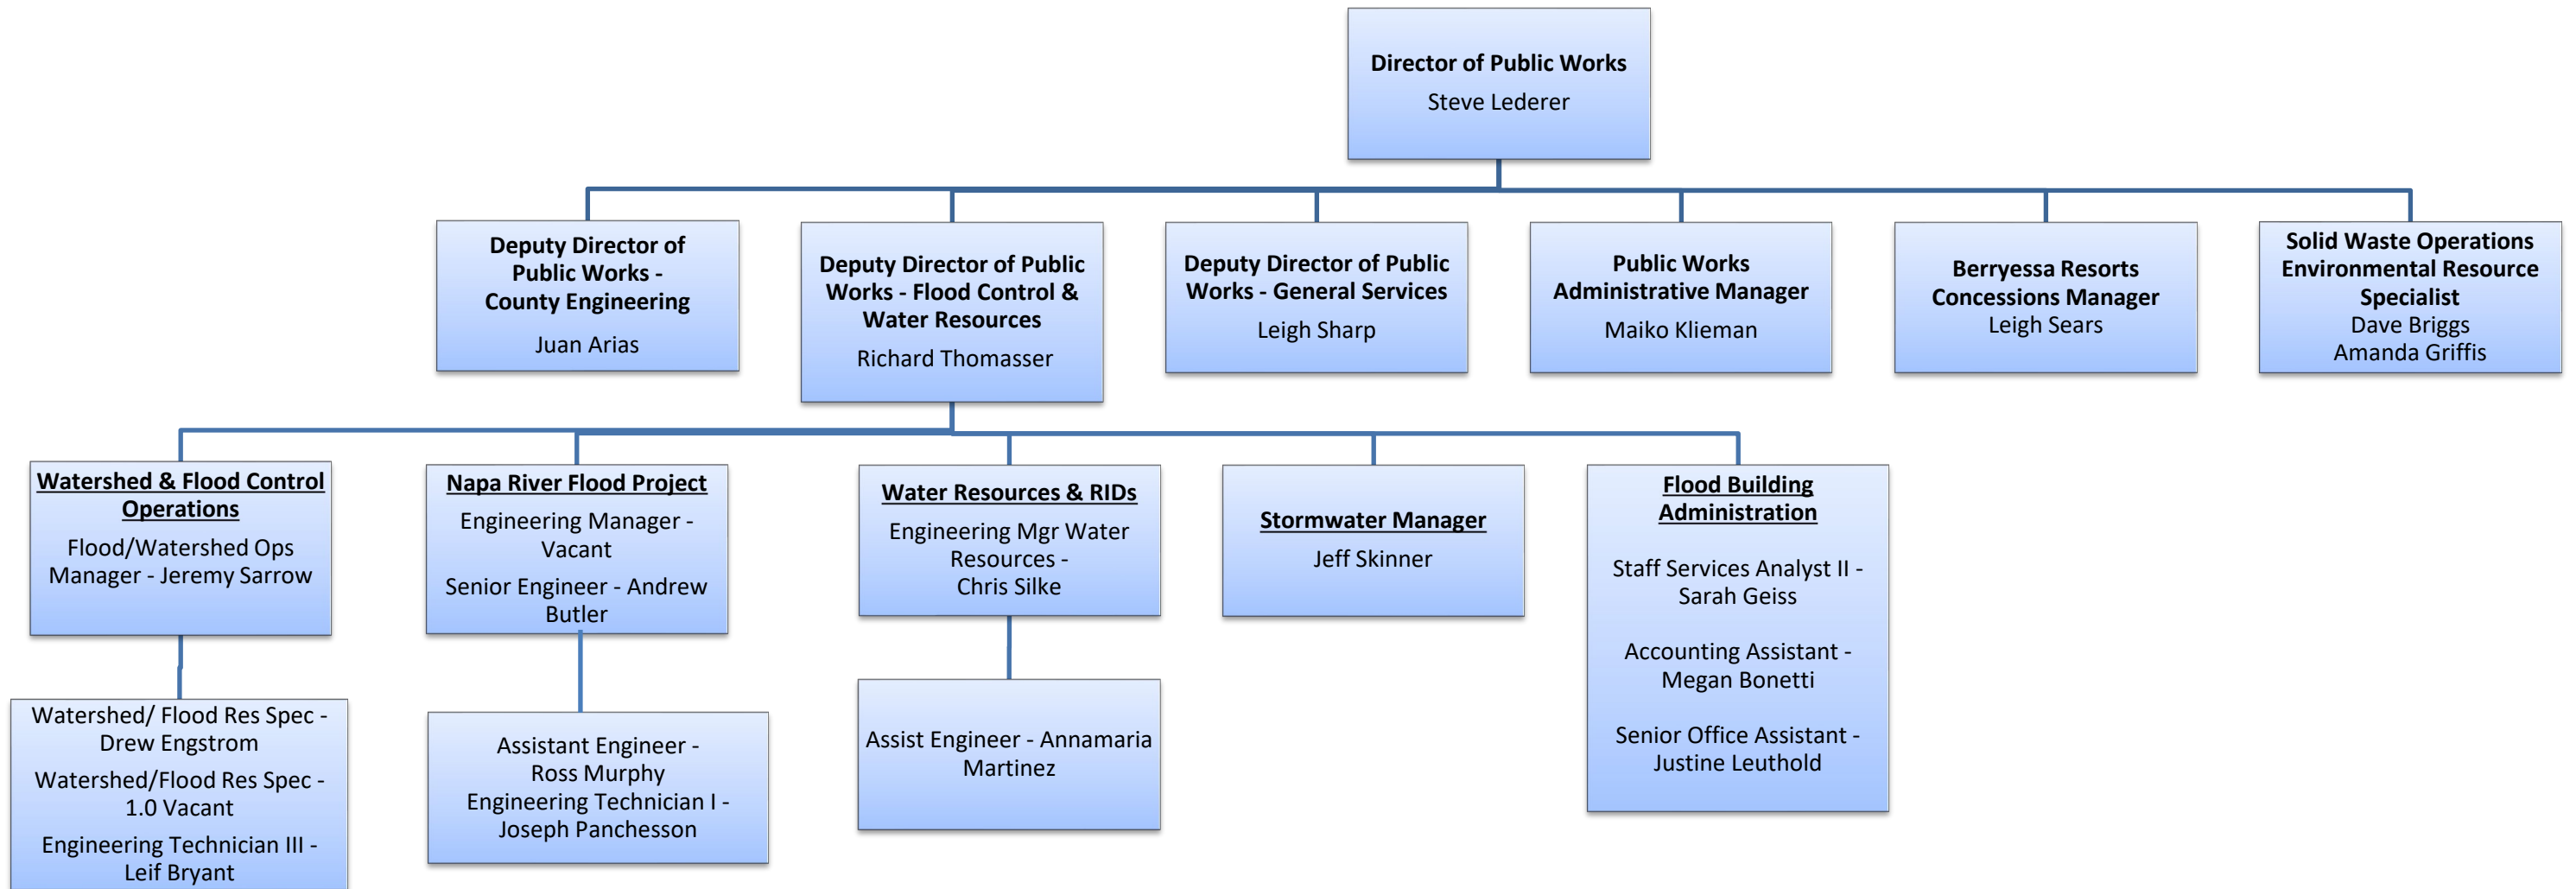 Director of Public Works
Steve Lederer
Deputy Director of
Public Works -
County Engineering
Juan Arias
Deputy Director of Public
Works - Flood Control &
Water Resources
Richard Thomasser
Deputy Director of Public
Works - General Services
Leigh Sharp
Public Works
Administrative Manager
Maiko Klieman
Berryessa Resorts
Concessions Manager
Leigh Sears
Solid Waste Operations
Environmental Resource
Specialist
Dave Briggs
Amanda Griffis
Watershed & Flood Control
Operations
Flood/Watershed Ops
Manager - Jeremy Sarrow
Napa River Flood Project
Engineering Manager -
Vacant
Senior Engineer - Andrew
Butler
Water Resources & RIDs
Engineering Mgr Water
Resources -
Chris Silke
Stormwater Manager
Jeff Skinner
Flood Building
Administration
Staff Services Analyst II -
Sarah Geiss
Accounting Assistant -
Megan Bonetti
Senior Office Assistant -
Justine Leuthold
Watershed/ Flood Res Spec -
Drew Engstrom
Watershed/Flood Res Spec -
1.0 Vacant
Engineering Technician III -
Leif Bryant
Assistant Engineer -
Ross Murphy
Engineering Technician I -
Joseph Panchesson
Assist Engineer - Annamaria
Martinez